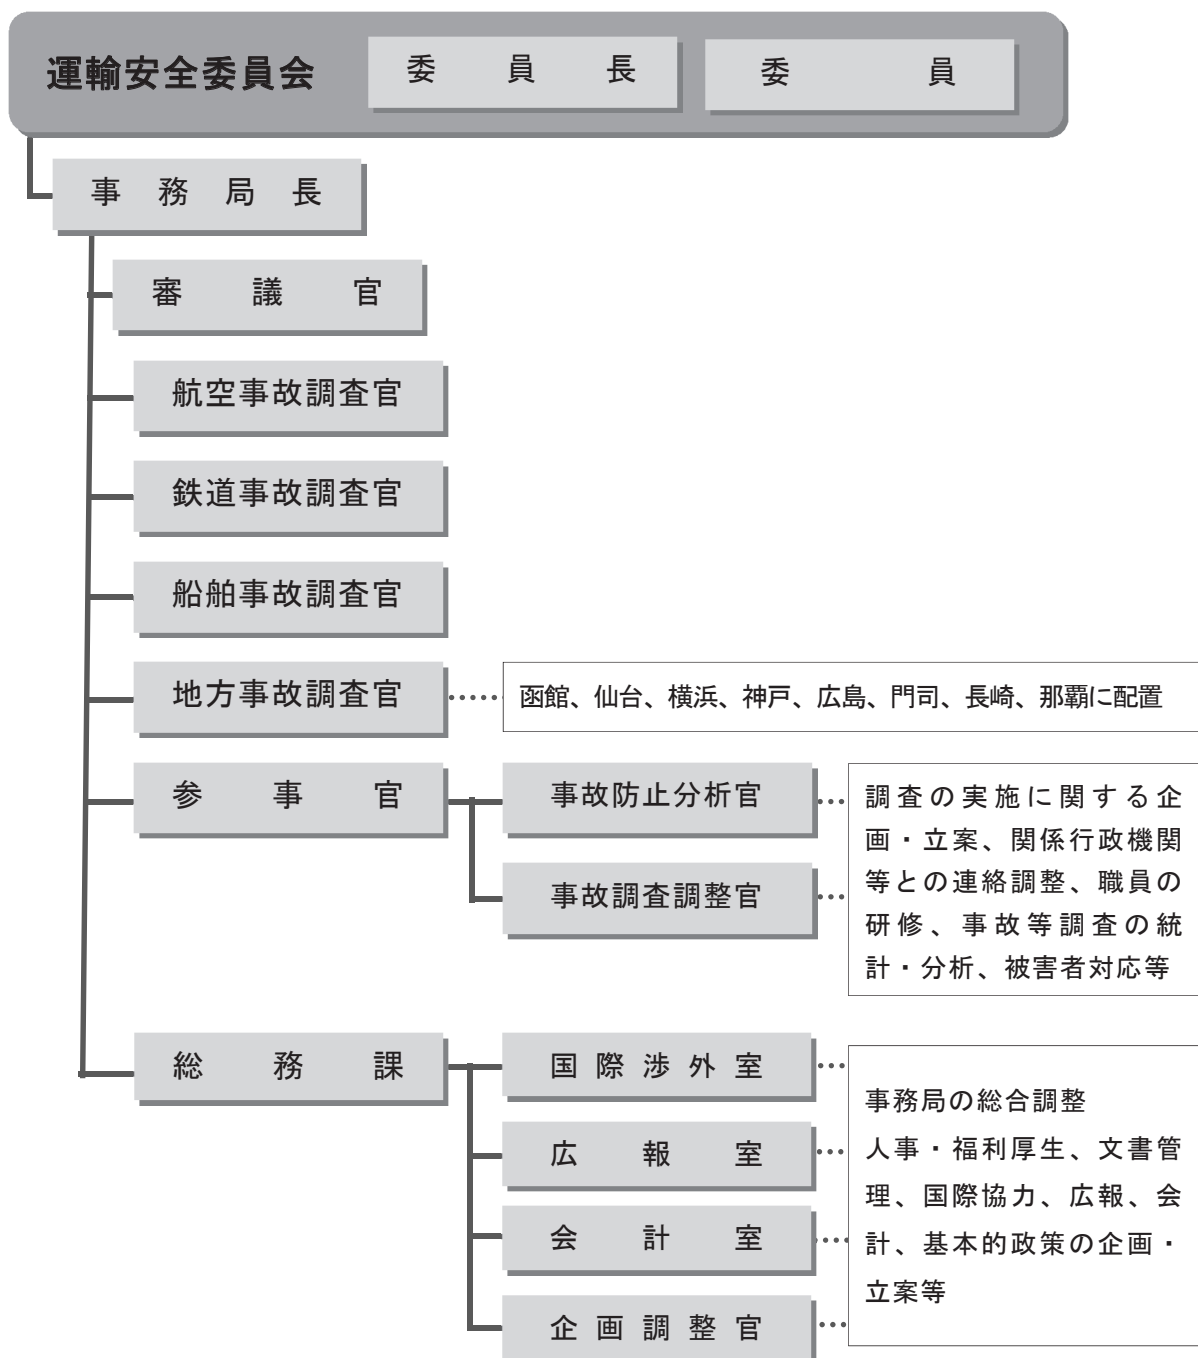 運輸安全委員会
委員長
委員
事務局長
審議官
航空事故調査官
鉄道事故調査官
船舶事故調査官
地方事故調査官
函館、仙台、横浜、神戸、広島、門司、長崎、那覇に配置
参事官
事故防止分析官
事故調査調整官
調査の実施に関する企
画・立案、関係行政機関
等との連絡調整、職員の
研修、事故等調査の統
計・分析、被害者対応等
総務課
国際渉外室
広報室
会計室
企画調整官
事務局の総合調整
人事・福利厚生、文書管
理、国際協力、広報、会
計、基本的政策の企画・
立案等